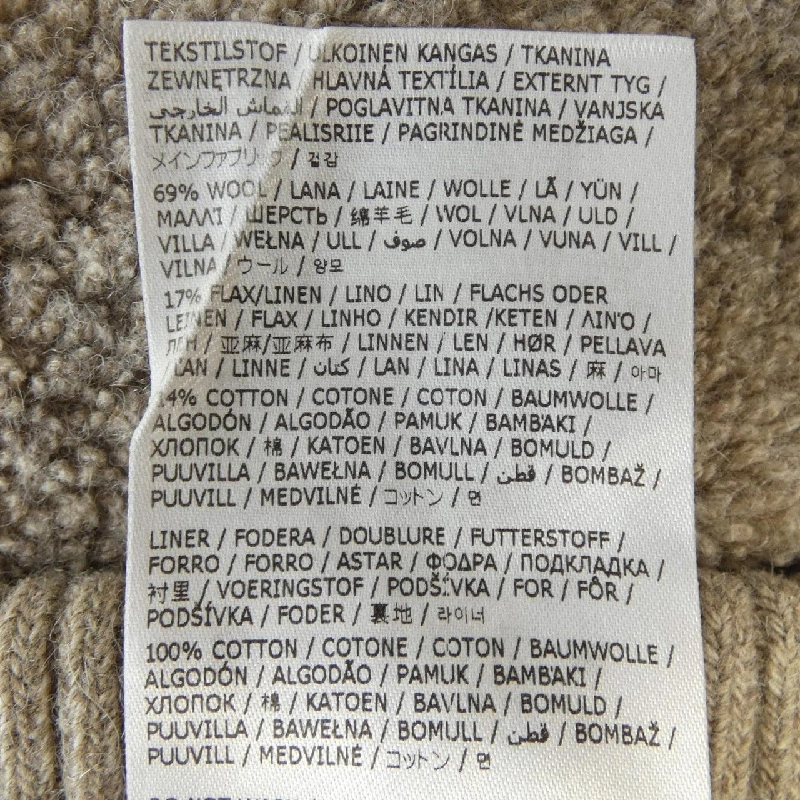 TEKSTILSTOF / ULKOINEN KANGAS / TKANINA
ZEWNĘTRZNA / HLAVNÁ TEXTÍLIA / EXTERNT TYG /
القماش الخارجي / POGLAVITNA TKANINA / VANJSKA
TKANINA / PEALISRIIE / PAGRINDINĖ MEDŽIAGA /
メインファブリック / 겉감
69% WOOL / LANA / LAINE / WOLLE / LÃ / YÜN /
ΜΑΛΛΊ / ШЕРСТЬ / 绵羊毛 / WOL / VLNA / ULD /
VILLA / WEŁNA / ULL / صوف / VOLNA / VUNA / VILL /
VILNA / ウール / 양모
17% FLAX/LINEN / LINO / LIN / FLACHS ODER
LEINEN / FLAX / LINHO / KENDIR /KETEN / ΛΙΝΌ /
ЛЕН / 亚麻/亚麻布 / LINNEN / LEN / HØR / PELLAVA
/ LAN / LINNE / كتان / LAN / LINA / LINAS / 麻 / 아마
14% COTTON / COTONE / COTON / BAUMWOLLE /
ALGODÓN / ALGODÃO / PAMUK / ΒΑΜΒΆΚΙ /
ХЛОПОК / 棉 / KATOEN / BAVLNA / BOMULD /
PUUVILLA / BAWEŁNA / BOMULL / قطن / BOMBAŽ /
PUUVILL / MEDVILNĖ / コットン / 면
LINER / FODERA / DOUBLURE / FUTTERSTOFF /
FORRO / FORRO / ASTAR / ΦΌΔΡΑ / ПОДКЛАДКА /
衬里 / VOERINGSTOF / PODŠÍVKA / FOR / FÔR /
PODŠÍVKA / FODER / 裏地 / 라이너
100% COTTON / COTONE / COTON / BAUMWOLLE /
ALGODÓN / ALGODÃO / PAMUK / ΒΑΜΒΆΚΙ /
ХЛОПОК / 棉 / KATOEN / BAVLNA / BOMULD /
PUUVILLA / BAWEŁNA / BOMULL / قطن / BOMBAŽ /
PUUVILL / MEDVILNĖ / コットン / 면